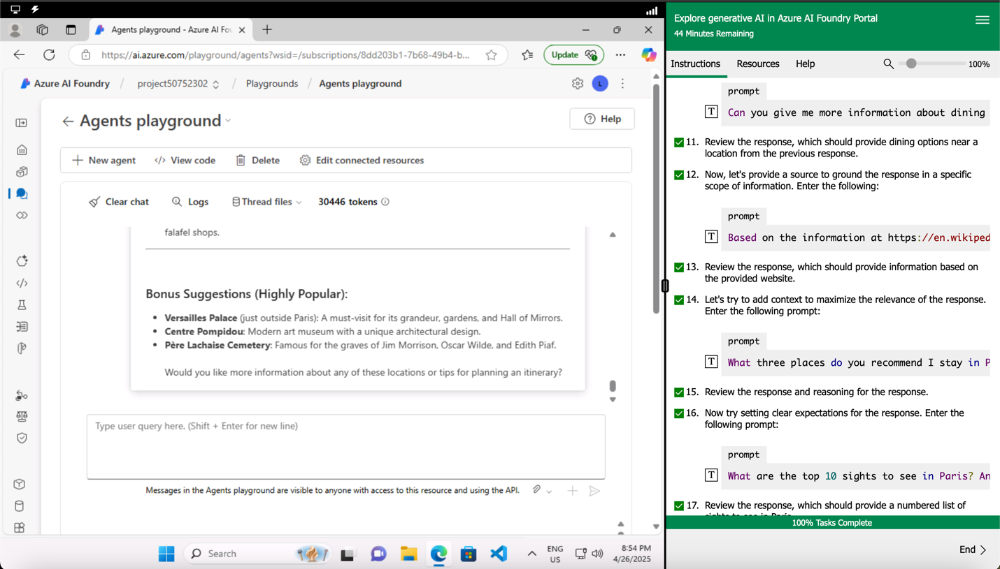 Agents playground - Azure AI Fou
https://ai.azure.com/playground/agents?wsid=/subscriptions/8dd203b1-7b68-49b4-b...
Update
Azure AI Foundry / project50752302 / Playgrounds / Agents playground
L
Agents playground
Help
New agent
View code
Delete
Edit connected resources
Clear chat
Logs
Thread files
30446 tokens
falafel shops.
Bonus Suggestions (Highly Popular):
• Versailles Palace (just outside Paris): A must-visit for its grandeur, gardens, and Hall of Mirrors.
• Centre Pompidou: Modern art museum with a unique architectural design.
• Père Lachaise Cemetery: Famous for the graves of Jim Morrison, Oscar Wilde, and Edith Piaf.
Would you like more information about any of these locations or tips for planning an itinerary?
Type user query here. (Shift + Enter for new line)
Messages in the Agents playground are visible to anyone with access to this resource and using the API.
Search
ENG
US
8:54 PM
4/26/2025
Explore generative AI in Azure AI Foundry Portal
44 Minutes Remaining
Instructions
Resources
Help
100%
prompt
T
Can you give me more information about dining
11. Review the response, which should provide dining options near a
location from the previous response.
12. Now, let's provide a source to ground the response in a specific
scope of information. Enter the following:
prompt
T
Based on the information at https://en.wikiped
13. Review the response, which should provide information based on
the provided website.
14. Let's try to add context to maximize the relevance of the response.
Enter the following prompt:
prompt
T
What three places do you recommend I stay in P
15. Review the response and reasoning for the response.
16. Now try setting clear expectations for the response. Enter the
following prompt:
prompt
T
What are the top 10 sights to see in Paris? An
17. Review the response, which should provide a numbered list of
sights to see in Paris.
100% Tasks Complete
End